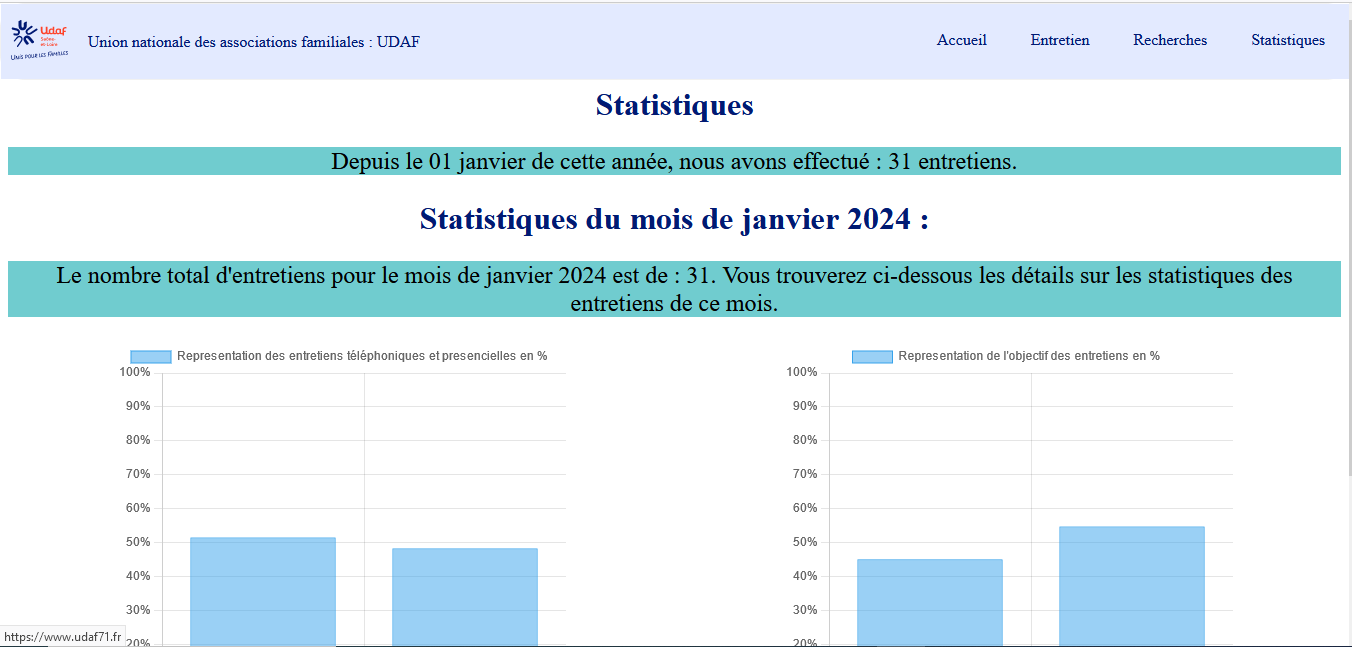 Udaf
Saône-
et-Loire
UNIS POUR LES FAMILLES
Union nationale des associations familiales : UDAF
Accueil
Entretien
Recherches
Statistiques
Statistiques
Depuis le 01 janvier de cette année, nous avons effectué : 31 entretiens.
Statistiques du mois de janvier 2024 :
Le nombre total d'entretiens pour le mois de janvier 2024 est de : 31. Vous trouverez ci-dessous les détails sur les statistiques des
entretiens de ce mois.
Representation des entretiens téléphoniques et presencielles en %
100%
90%
80%
70%
60%
50%
40%
30%
20%
Representation de l'objectif des entretiens en %
100%
90%
80%
70%
60%
50%
40%
30%
20%
https://www.udaf71.fr